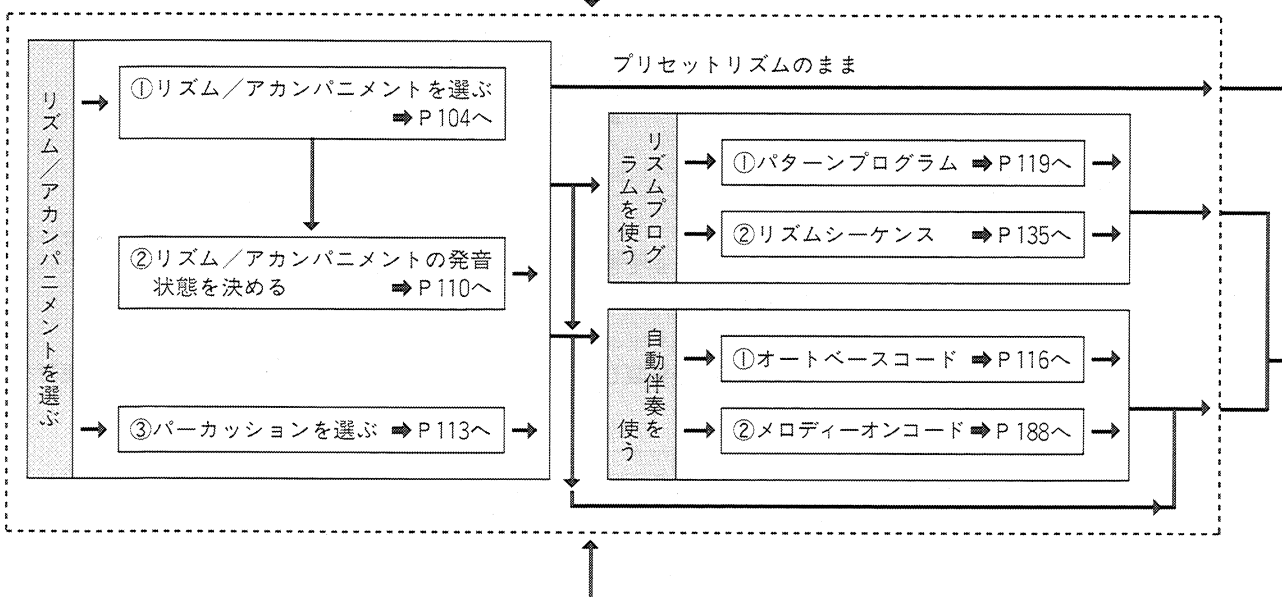 リズム／アカンパニメントを選ぶ
①リズム／アカンパニメントを選ぶ
➡P104へ
②リズム／アカンパニメントの発音
状態を決める ➡P110へ
③パーカッションを選ぶ ➡P113へ
プリセットリズムのまま
リズムプログ
ラムを使う
①パターンプログラム ➡P119へ
②リズムシーケンス ➡P135へ
自動伴奏を
使う
①オートベースコード ➡P116へ
②メロディーオンコード➡P188へ